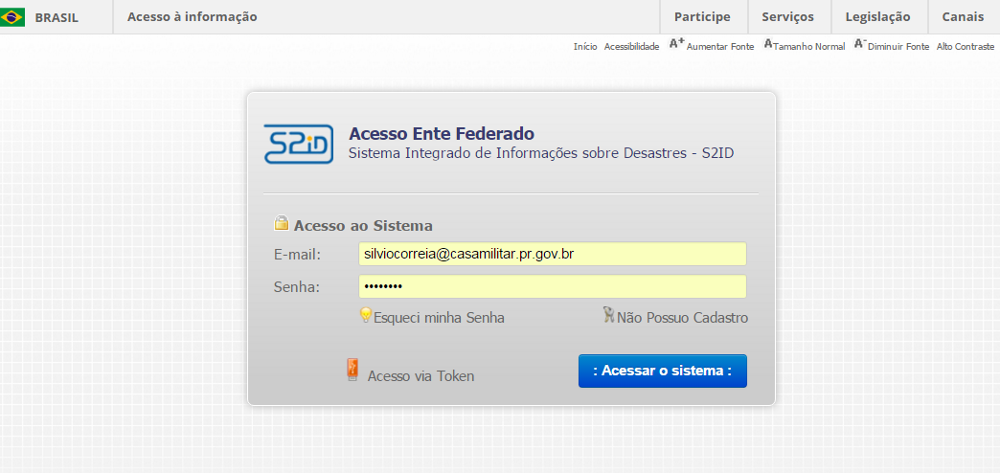 BRASIL Acesso à informação Participe Serviços Legislação Canais
Início Acessibilidade A+ Aumentar Fonte A Tamanho Normal A- Diminuir Fonte Alto Contraste
S2iD
Acesso Ente Federado
Sistema Integrado de Informações sobre Desastres - S2ID
Acesso ao Sistema
E-mail: silviocorreia@casamilitar.pr.gov.br
Senha: ••••••••
Esqueci minha Senha Não Possuo Cadastro
Acesso via Token : Acessar o sistema :